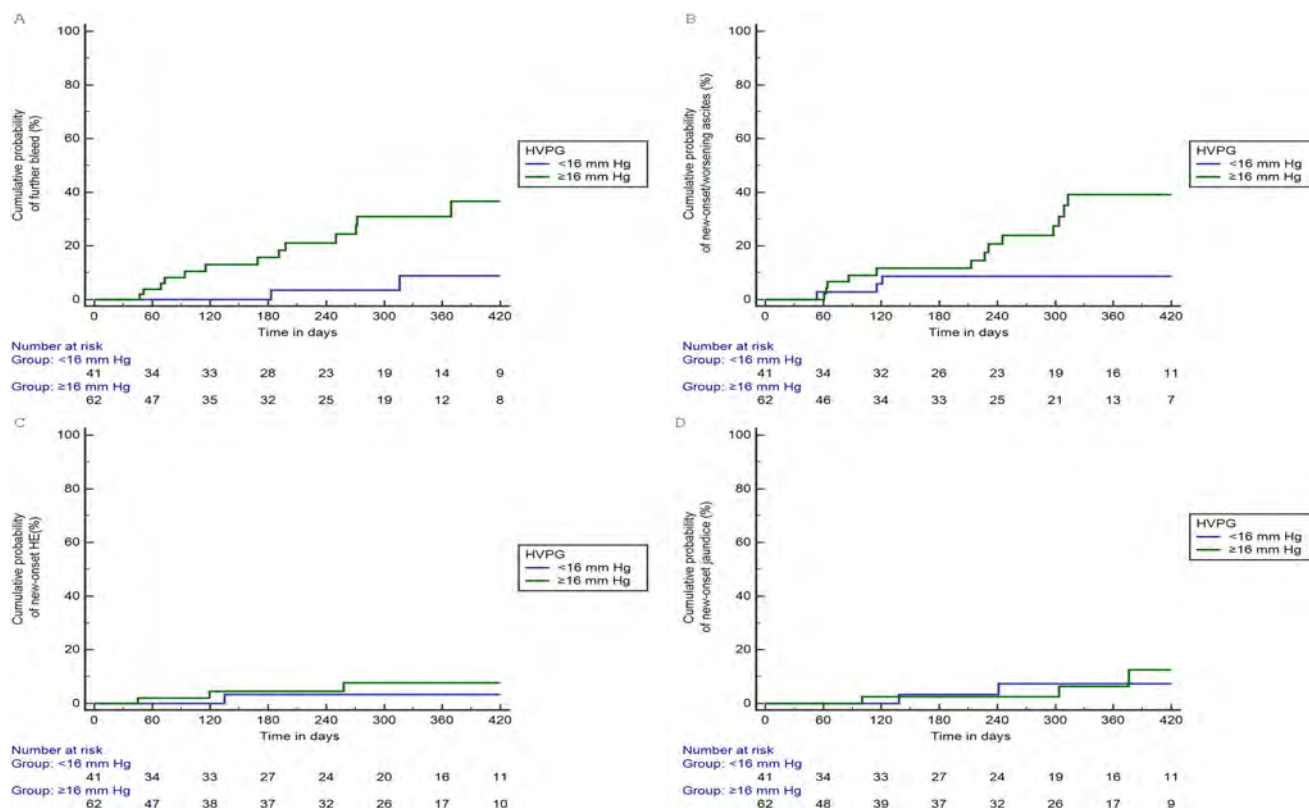 A
Cumulative probability
of further bleed (%)
100
80
60
40
20
0
0 60 120 180 240 300 360 420
Time in days
HVPG
<16 mm Hg
≥16 mm Hg
Number at risk
Group: <16 mm Hg
41 34 33 28 23 19 14 9
Group: ≥16 mm Hg
62 47 35 32 25 19 12 8
B
Cumulative probability
of new-onset/worsening ascites (%)
100
80
60
40
20
0
0 60 120 180 240 300 360 420
Time in days
HVPG
<16 mm Hg
≥16 mm Hg
Number at risk
Group: <16 mm Hg
41 34 32 26 23 19 16 11
Group: ≥16 mm Hg
62 46 34 33 25 21 13 7
C
Cumulative probability
of new-onset HE(%)
100
80
60
40
20
0
0 60 120 180 240 300 360 420
Time in days
HVPG
<16 mm Hg
≥16 mm Hg
Number at risk
Group: <16 mm Hg
41 34 33 27 24 20 16 11
Group: ≥16 mm Hg
62 47 38 37 32 26 17 10
D
Cumulative probability
of new-onset jaundice (%)
100
80
60
40
20
0
0 60 120 180 240 300 360 420
Time in days
HVPG
<16 mm Hg
≥16 mm Hg
Number at risk
Group: <16 mm Hg
41 34 33 27 24 19 16 11
Group: ≥16 mm Hg
62 48 39 37 32 26 17 9